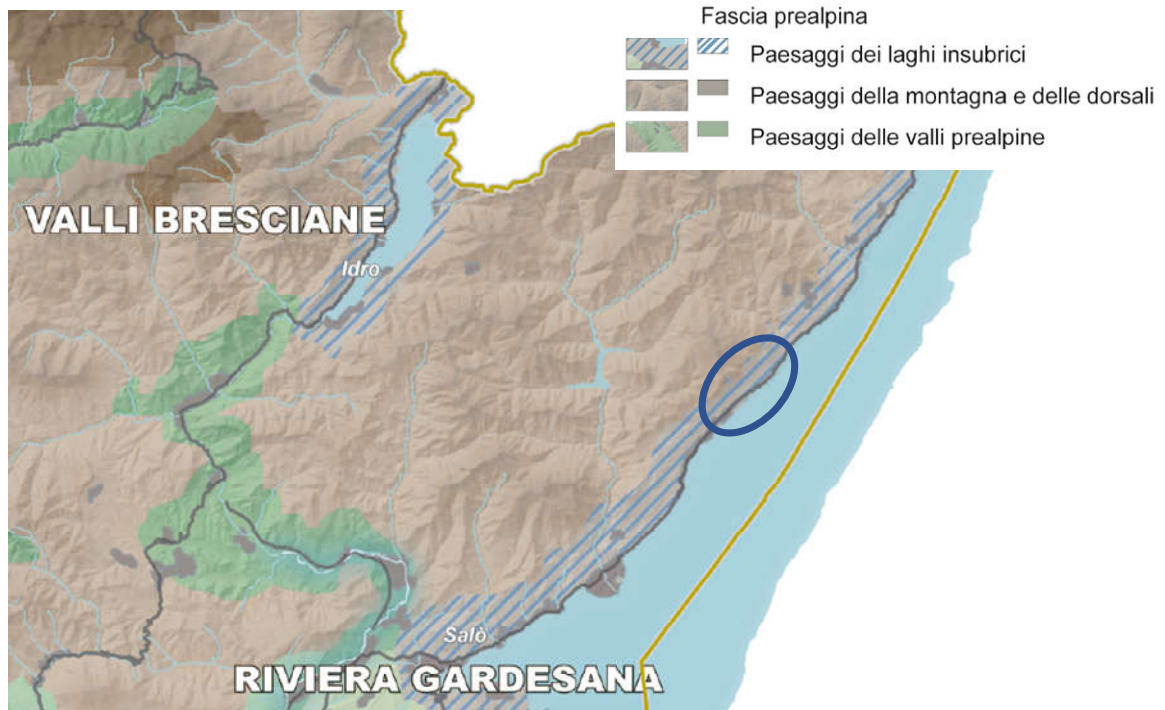 Fascia prealpina
Paesaggi dei laghi insubrici
Paesaggi della montagna e delle dorsali
Paesaggi delle valli prealpine
VALLI BRESCIANE
Idro
Salò
RIVIERA GARDESANA